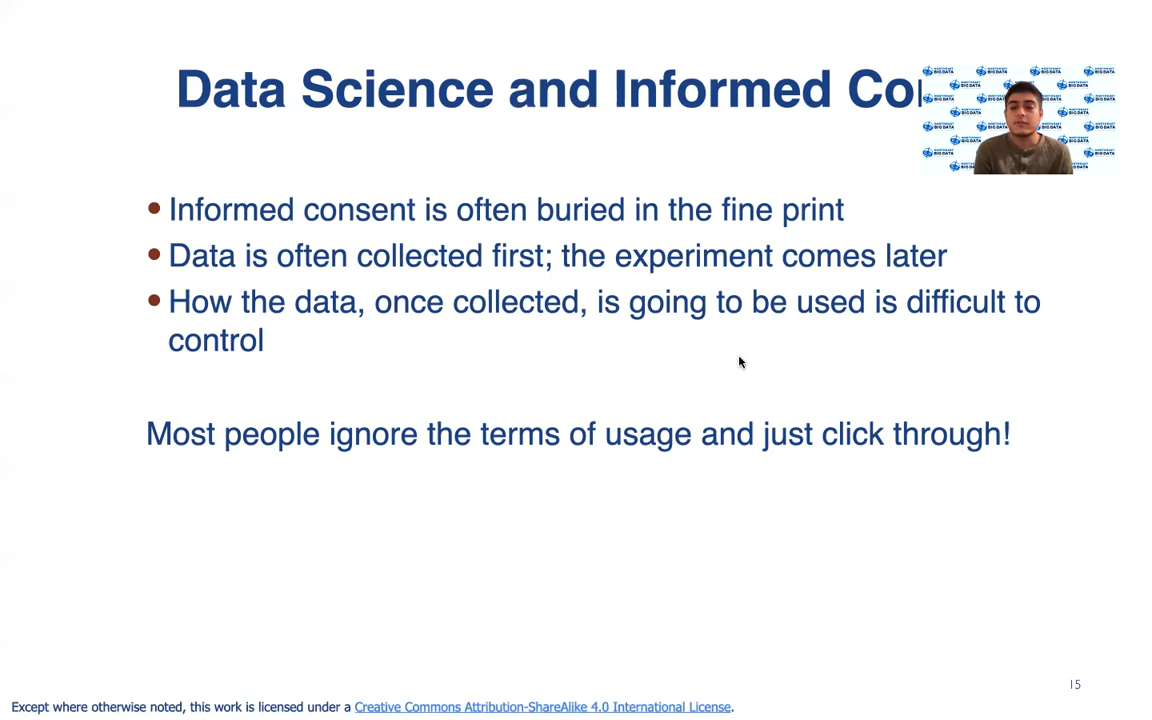 Data Science and Informed
Informed consent is often buried in the fine print
Data is often collected first; the experiment comes later
How the data, once collected, is going to be used is difficult to
control
Most people ignore the terms of usage and just click through!
15
Except where otherwise noted, this work is licensed under a Creative Commons Attribution-ShareAlike 4.0 International License.